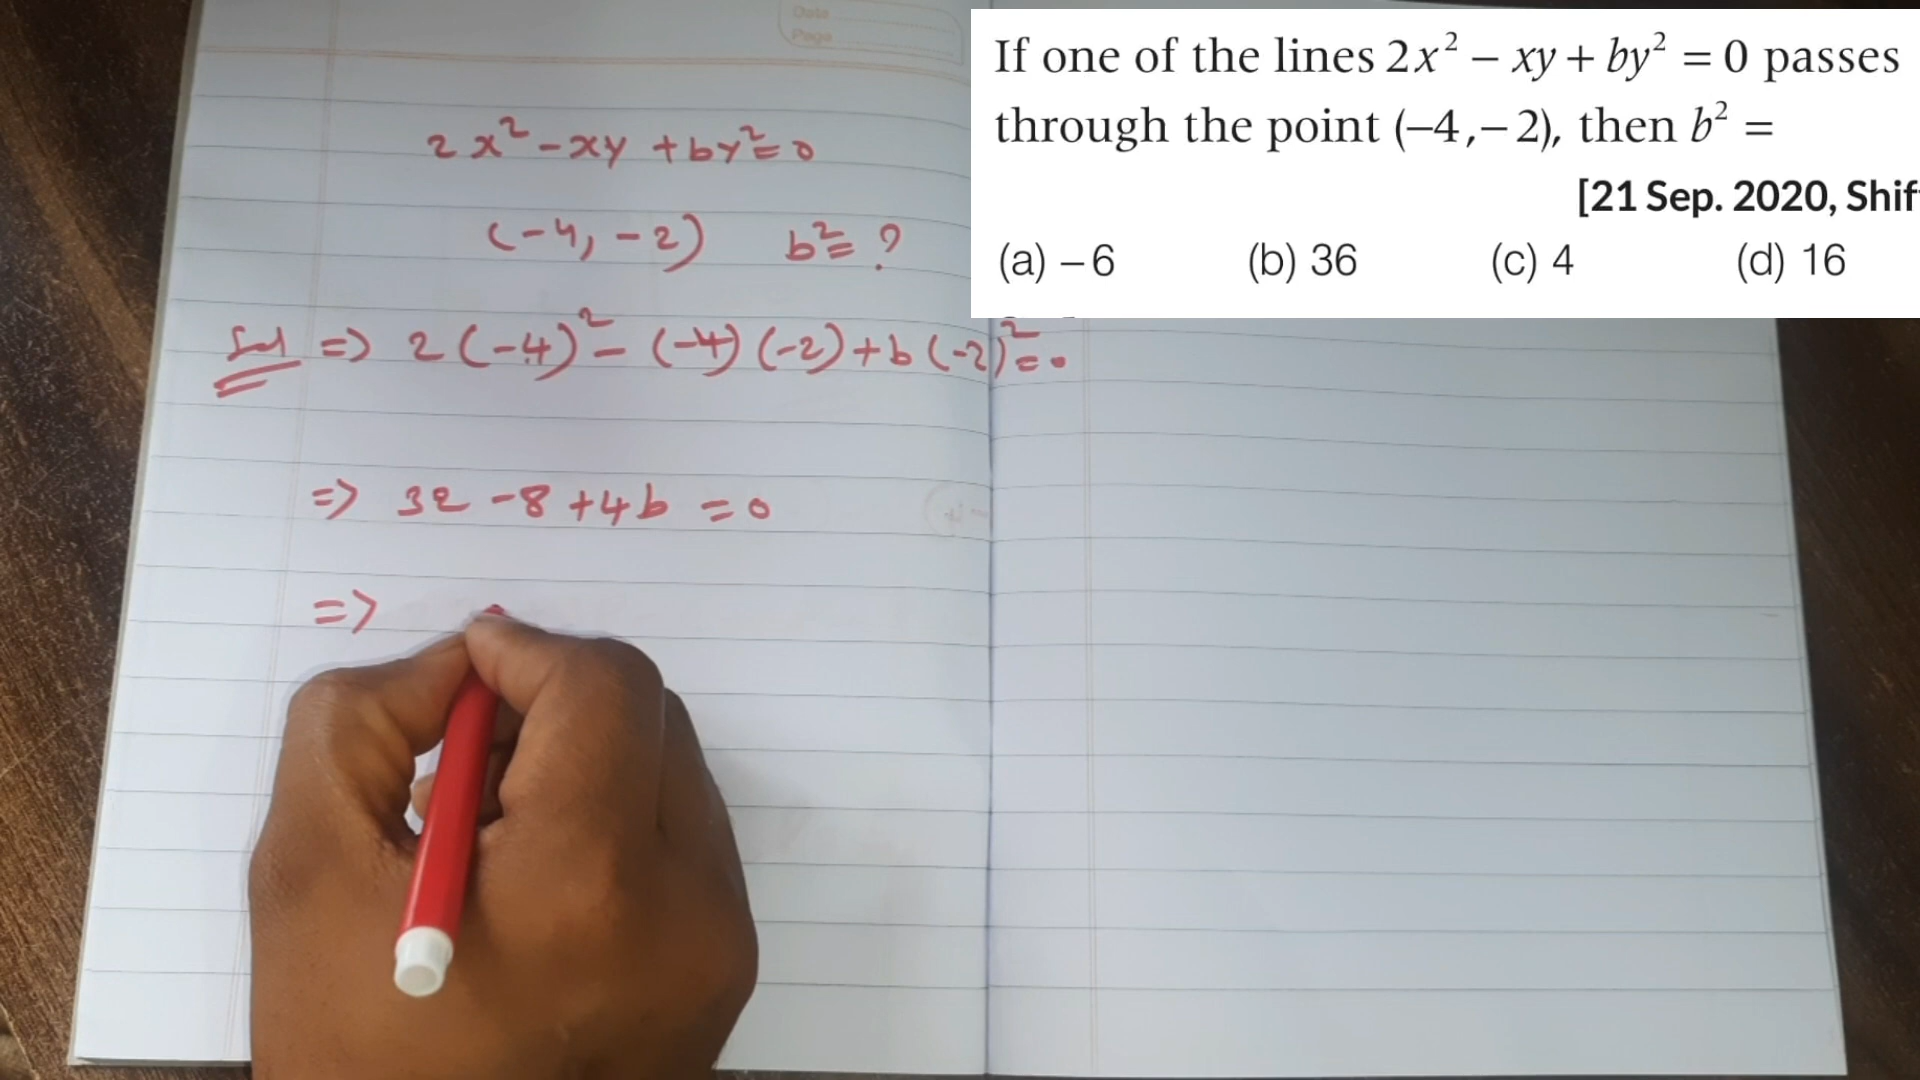 Date
Page
If one of the lines 2x² – xy + by² = 0 passes
through the point (–4, – 2), then b² =
[21 Sep. 2020, Shif
(a) – 6 (b) 36 (c) 4 (d) 16
2x² - xy + by² = 0
(-4, -2) b² = ?
Sol => 2(-4)² - (-4)(-2) + b(-2)² = 0
=> 32 - 8 + 4b = 0
=>